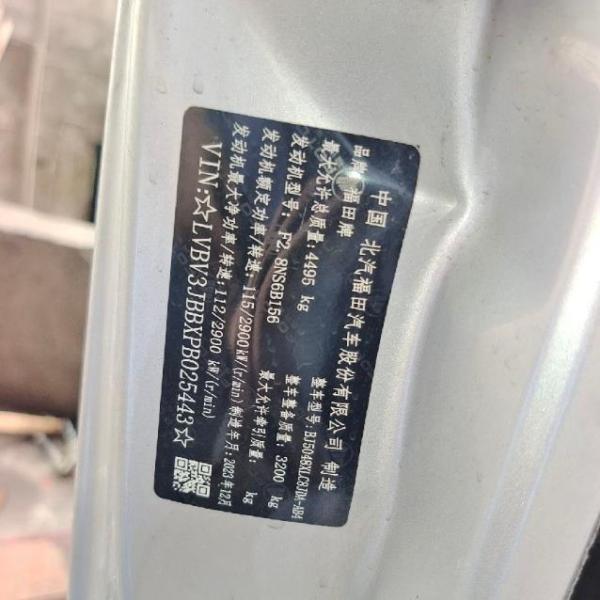 中国 北汽福田汽车股份有限公司 制造
品牌:福田牌 整车型号:BJ5048XLC8JDA-AB4
最大允许总质量:4495 kg 整车整备质量:3200 kg
发动机型号:F2.8NS6B156 最大允许牵引质量: kg
发动机额定功率/转速:115/2900 kW/(r/min)
发动机最大净功率/转速:112/2900 kW/(r/min) 制造年月:2023年12月
VIN:☆LVBV3JBBXPB025443☆